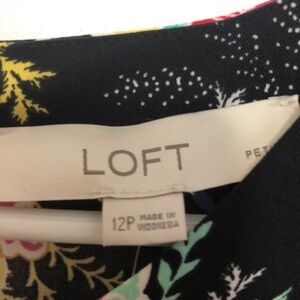 LOFT
PET
12P MADE IN
INDONESIA